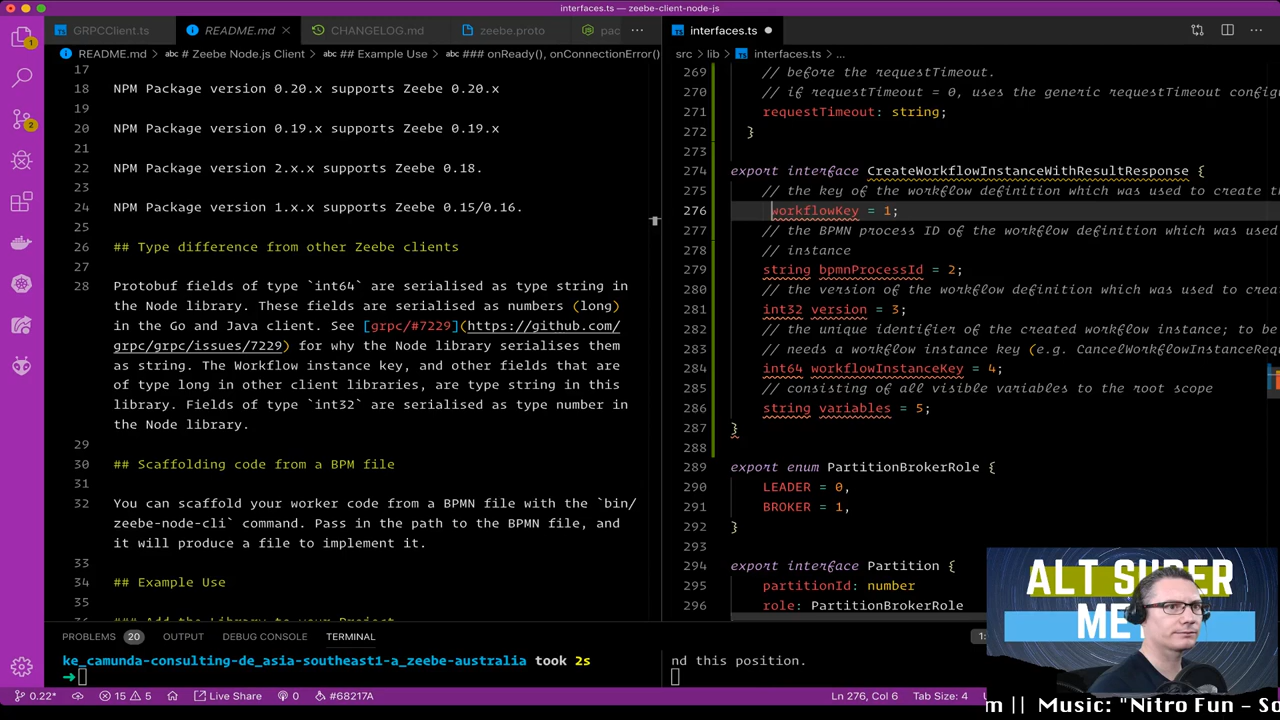 interfaces.ts — zeebe-client-node-js
GRPCClient.ts
README.md
CHANGELOG.md
zeebe.proto
pac
interfaces.ts
README.md > # Zeebe Node.js Client > ## Example Use > ### onReady(), onConnectionError()
17
18 NPM Package version 0.20.x supports Zeebe 0.20.x
19
20 NPM Package version 0.19.x supports Zeebe 0.19.x
21
22 NPM Package version 2.x.x supports Zeebe 0.18.
23
24 NPM Package version 1.x.x supports Zeebe 0.15/0.16.
25
26 ## Type difference from other Zeebe clients
27
28 Protobuf fields of type `int64` are serialised as type string in
the Node library. These fields are serialised as numbers (long)
in the Go and Java client. See [grpc/#7229](https://github.com/
grpc/grpc/issues/7229) for why the Node library serialises them
as string. The Workflow instance key, and other fields that are
of type long in other client libraries, are type string in this
library. Fields of type `int32` are serialised as type number in
the Node library.
29
30 ## Scaffolding code from a BPM file
31
32 You can scaffold your worker code from a BPMN file with the `bin/
zeebe-node-cli` command. Pass in the path to the BPMN file, and
it will produce a file to implement it.
33
34 ## Example Use
35
36 ### Add the Library to your Project
src > lib > interfaces.ts > ...
269 // before the requestTimeout.
270 // if requestTimeout = 0, uses the generic requestTimeout config
271 requestTimeout: string;
272 }
273
274 export interface CreateWorkflowInstanceWithResultResponse {
275 // the key of the workflow definition which was used to create th
276 workflowKey = 1;
277 // the BPMN process ID of the workflow definition which was used
278 // instance
279 string bpmnProcessId = 2;
280 // the version of the workflow definition which was used to crea
281 int32 version = 3;
282 // the unique identifier of the created workflow instance; to be
283 // needs a workflow instance key (e.g. CancelWorkflowInstanceRequ
284 int64 workflowInstanceKey = 4;
285 // consisting of all visible variables to the root scope
286 string variables = 5;
287 }
288
289 export enum PartitionBrokerRole {
290 LEADER = 0,
291 BROKER = 1,
292 }
293
294 export interface Partition {
295 partitionId: number
296 role: PartitionBrokerRole
ALT SUPER
ME
PROBLEMS 20 OUTPUT DEBUG CONSOLE TERMINAL
1:
ke_camunda-consulting-de_asia-southeast1-a_zeebe-australia took 2s
nd this position.
0.22* 15 5 Live Share 0 #68217A
Ln 276, Col 6 Tab Size: 4
m || Music: "Nitro Fun - So